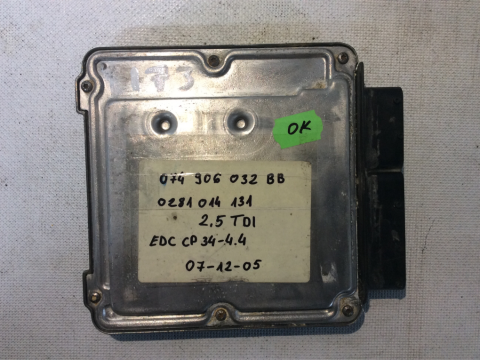 173
OK
074 906 032 BB
0281 014 131
2.5 TDI
EDC CP 34-4.4
07-12-05